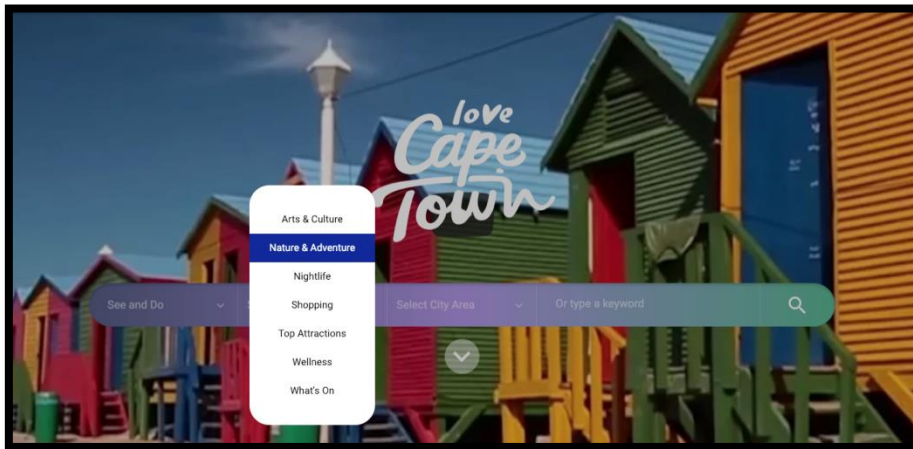 love
Cape
Town
Arts & Culture
Nature & Adventure
Nightlife
Shopping
Top Attractions
Wellness
What's On
See and Do
Select City Area
Or type a keyword